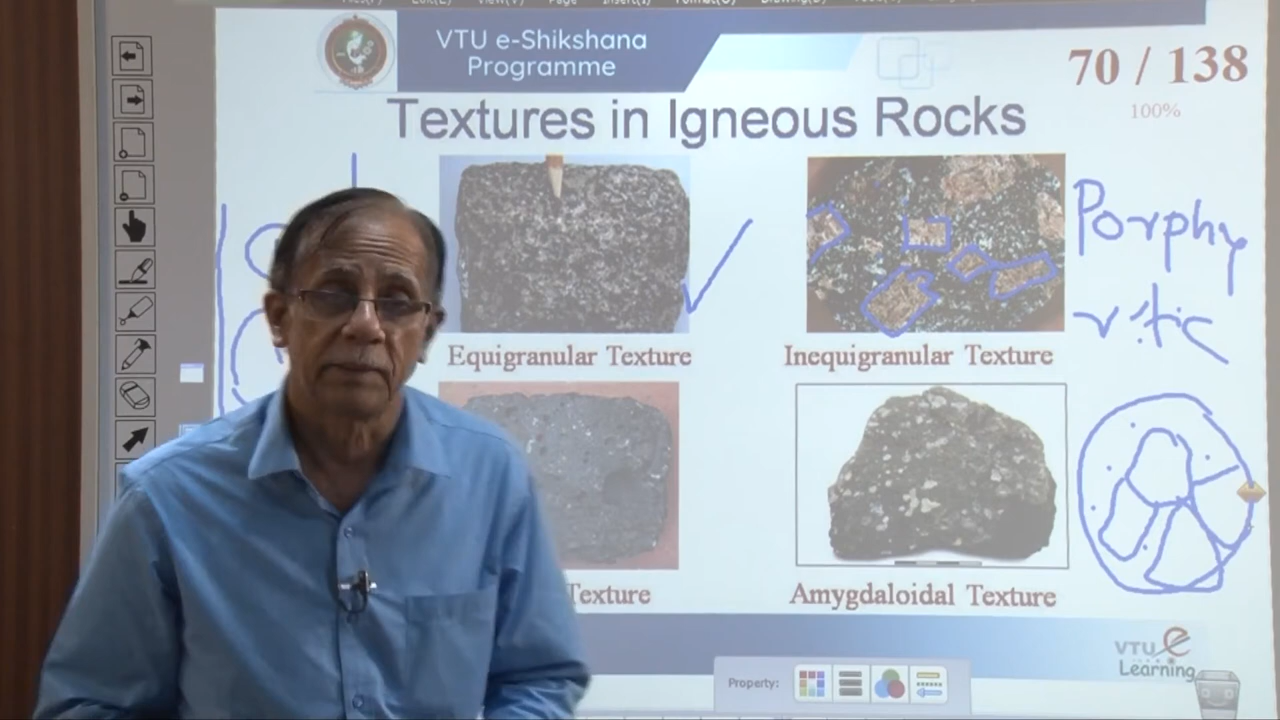 VTU e-Shikshana
Programme
70 / 138
100%
Textures in Igneous Rocks
Porphy
ritic
Equigranular Texture
Inequigranular Texture
Texture
Amygdaloidal Texture
VTU e
Learning
Property: